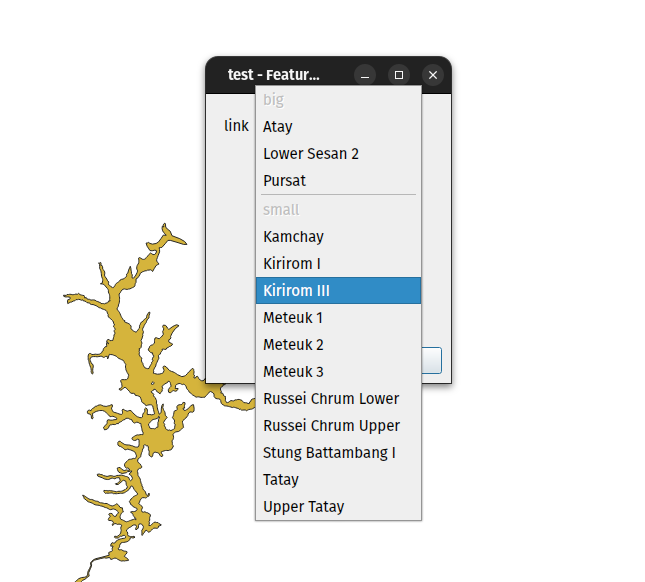 test - Featur...
link
big
Atay
Lower Sesan 2
Pursat
small
Kamchay
Kirirom I
Kirirom III
Meteuk 1
Meteuk 2
Meteuk 3
Russei Chrum Lower
Russei Chrum Upper
Stung Battambang I
Tatay
Upper Tatay